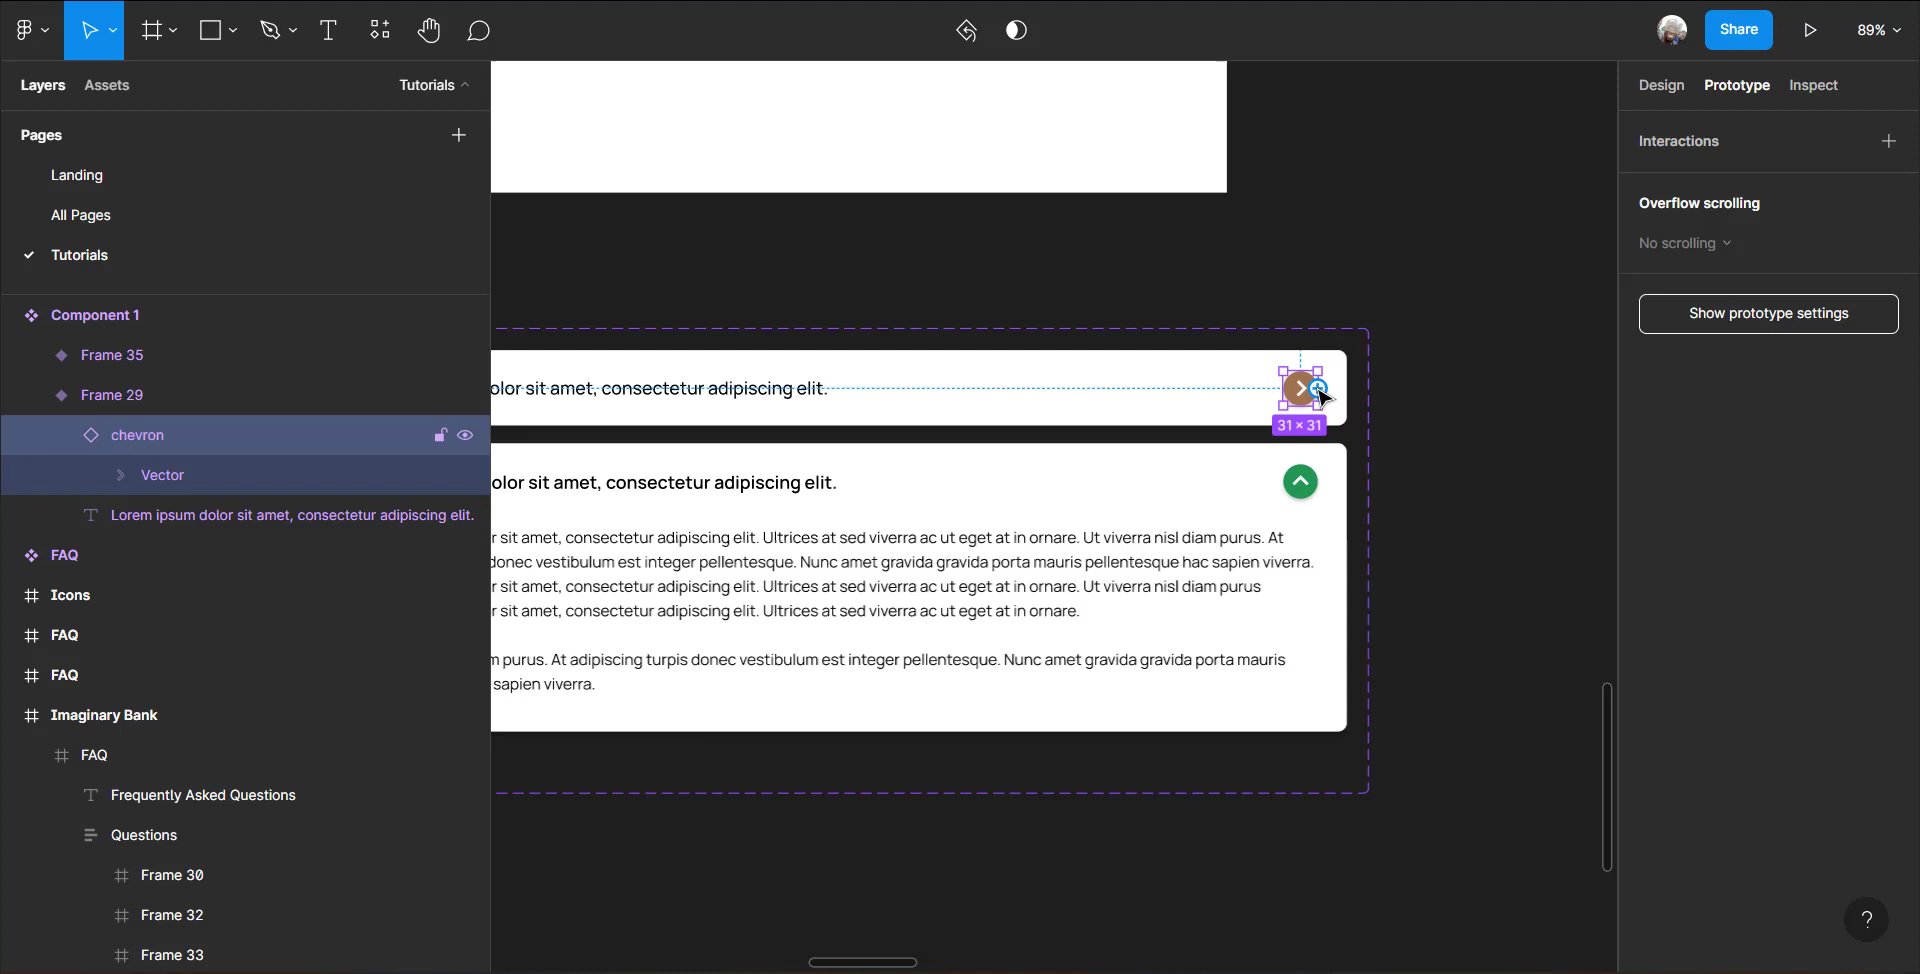 Share
89%
Layers
Assets
Tutorials
Design
Prototype
Inspect
Pages
Landing
All Pages
Tutorials
Component 1
Frame 35
Frame 29
chevron
Vector
Lorem ipsum dolor sit amet, consectetur adipiscing elit.
FAQ
Icons
FAQ
FAQ
Imaginary Bank
FAQ
Frequently Asked Questions
Questions
Frame 30
Frame 32
Frame 33
olor sit amet, consectetur adipiscing elit.
31 × 31
olor sit amet, consectetur adipiscing elit.
r sit amet, consectetur adipiscing elit. Ultrices at sed viverra ac ut eget at in ornare. Ut viverra nisl diam purus. At
donec vestibulum est integer pellentesque. Nunc amet gravida gravida porta mauris pellentesque hac sapien viverra.
r sit amet, consectetur adipiscing elit. Ultrices at sed viverra ac ut eget at in ornare. Ut viverra nisl diam purus
r sit amet, consectetur adipiscing elit. Ultrices at sed viverra ac ut eget at in ornare.
m purus. At adipiscing turpis donec vestibulum est integer pellentesque. Nunc amet gravida gravida porta mauris
sapien viverra.
Interactions
Overflow scrolling
No scrolling
Show prototype settings
?